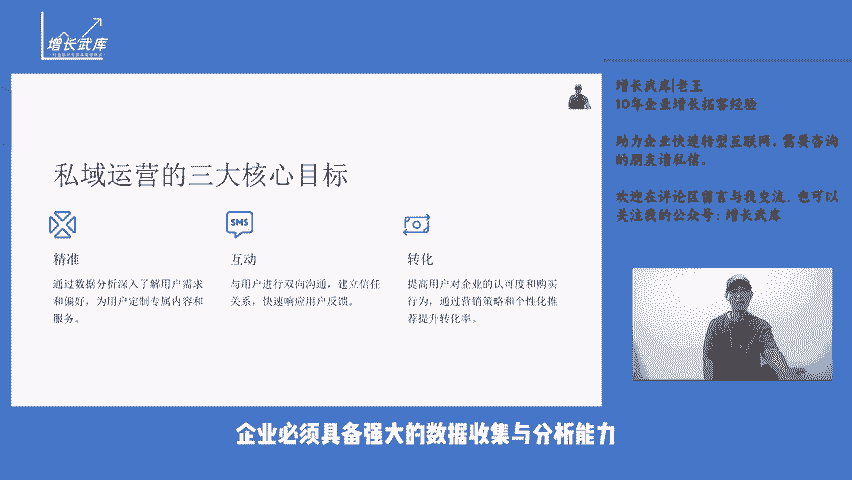 增长武库
私域运营的三大核心目标
SMS
精准
通过数据分析深入了解用户需求
和偏好，为用户定制专属内容和
服务。
互动
与用户进行双向沟通，建立信任
关系，快速响应用户反馈。
转化
提高用户对企业的认可度和购买
行为，通过营销策略和个性化推
荐提升转化率。
增长武库|老王
10年企业增长拓客经验
助力企业快速转型互联网，需要咨询
的朋友请私信。
欢迎在评论区留言与我交流，也可以
关注我的公众号：增长武库
企业必须具备强大的数据收集与分析能力